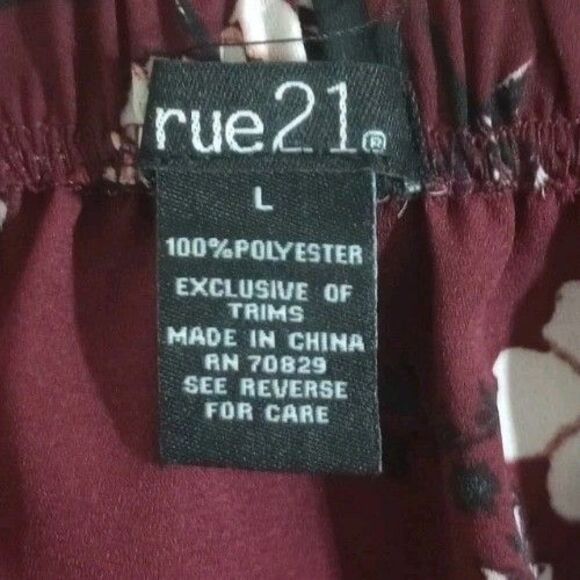 rue21®
L
100%POLYESTER
EXCLUSIVE OF
TRIMS
MADE IN CHINA
RN 70829
SEE REVERSE
FOR CARE